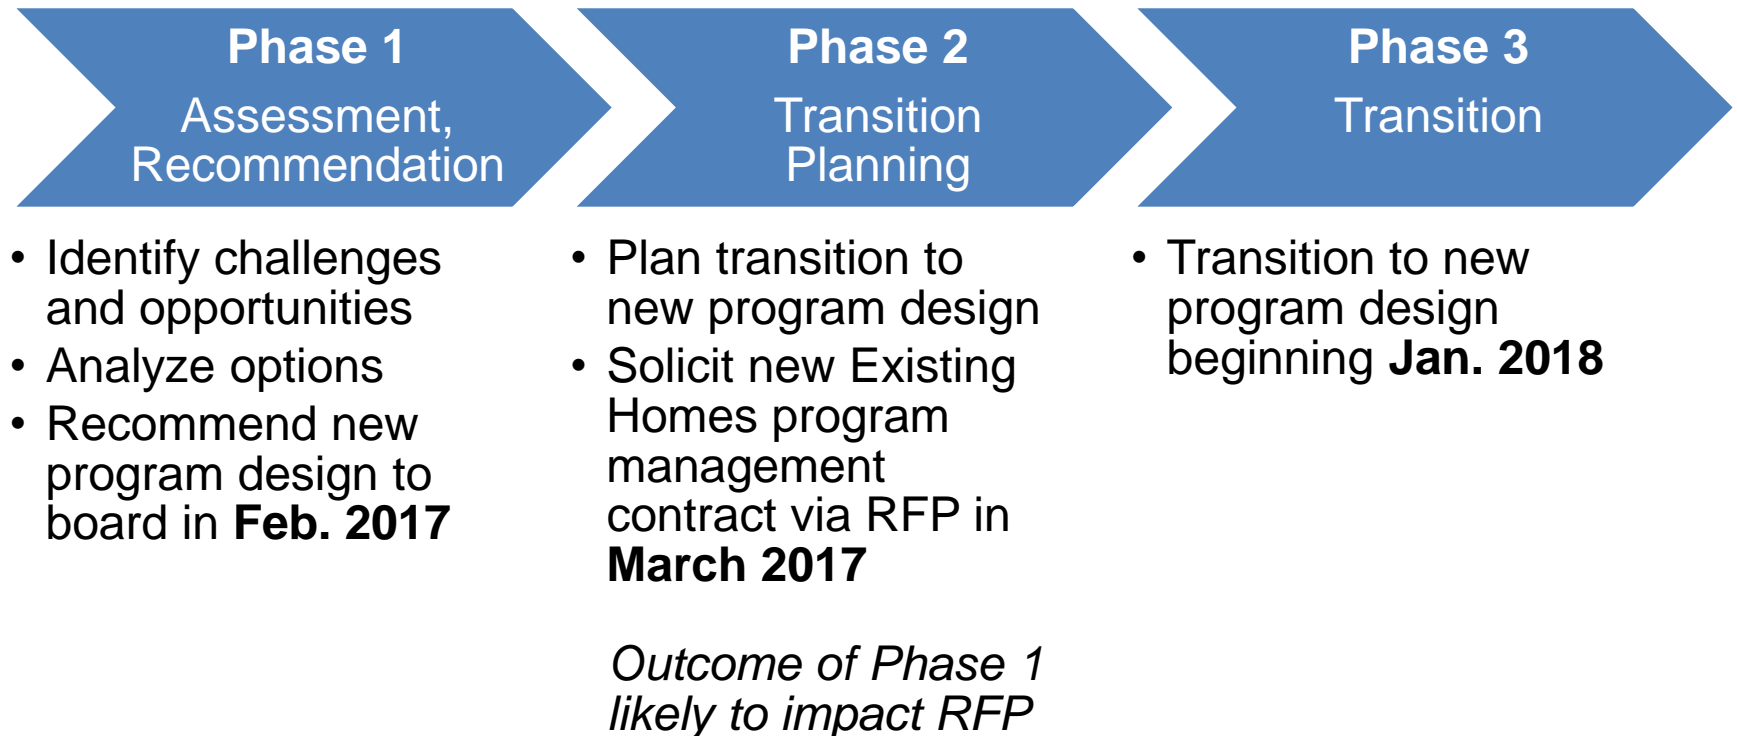 Phase 1
Assessment,
Recommendation
• Identify challenges
and opportunities
• Analyze options
• Recommend new
program design to
board in Feb. 2017
Phase 2
Transition
Planning
• Plan transition to
new program design
• Solicit new Existing
Homes program
management
contract via RFP in
March 2017
Outcome of Phase 1
likely to impact RFP
Phase 3
Transition
• Transition to new
program design
beginning Jan. 2018